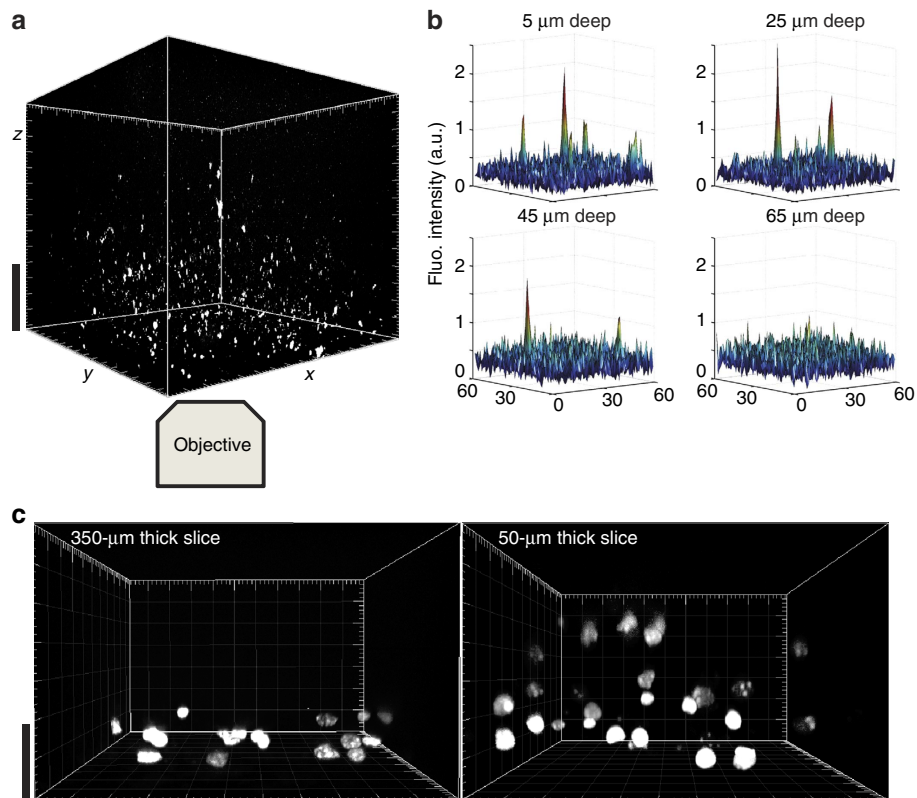 a
z
y
x
Objective
b
5 μm deep
25 μm deep
Fluo. intensity (a.u.)
2
1
0
2
1
0
45 μm deep
65 μm deep
2
1
0
60
30
0
30
60
2
1
0
60
30
0
30
60
c
350-μm thick slice
50-μm thick slice